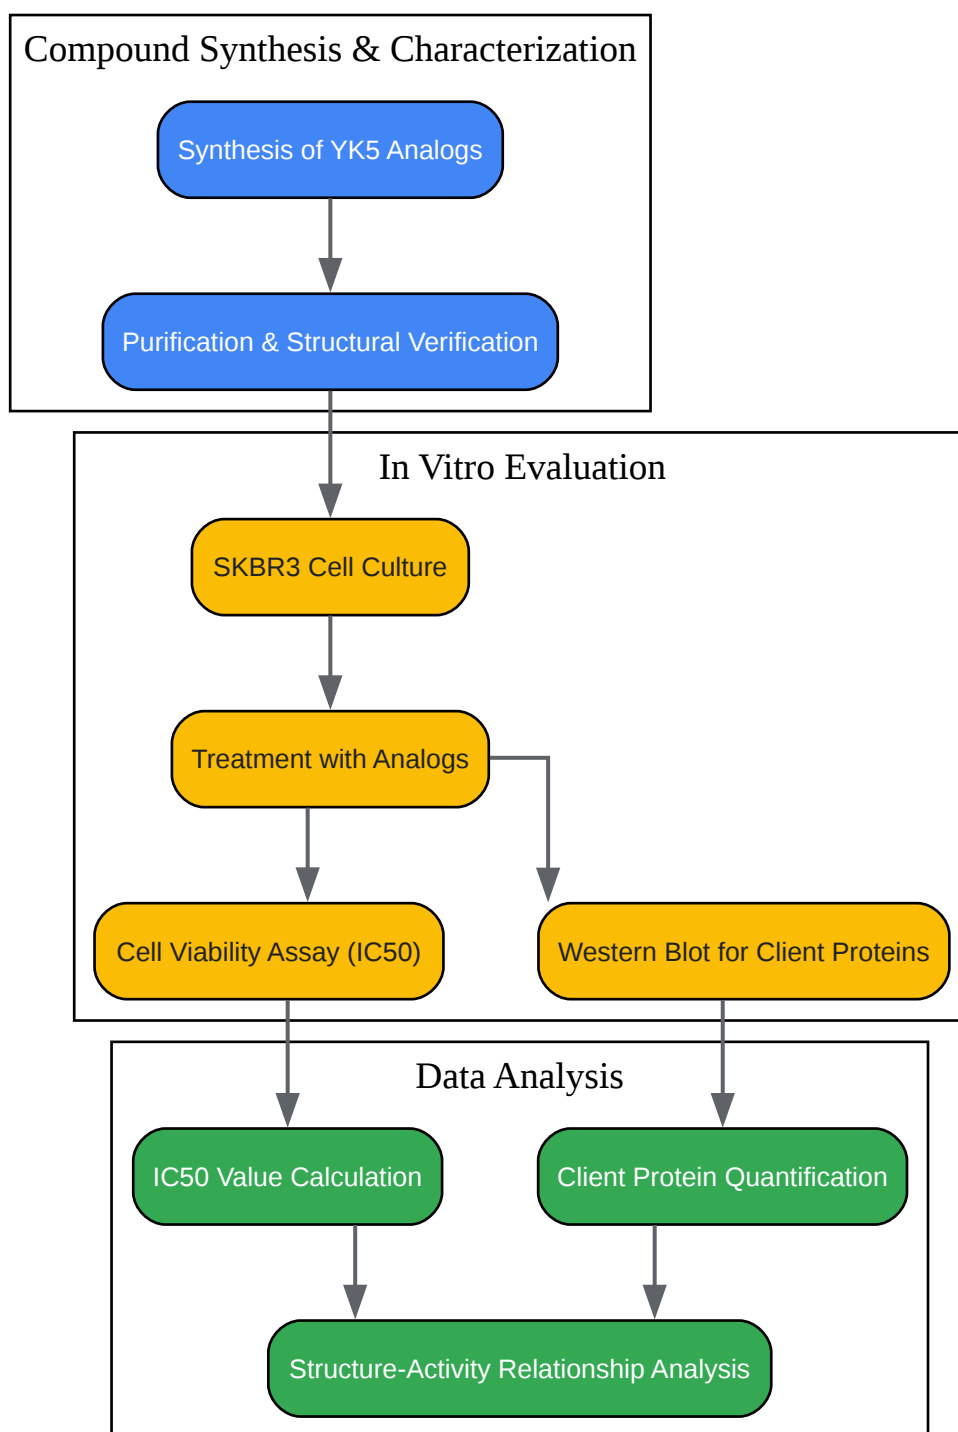 Compound Synthesis & Characterization
Synthesis of YK5 Analogs
Purification & Structural Verification
In Vitro Evaluation
SKBR3 Cell Culture
Treatment with Analogs
Cell Viability Assay (IC50)
Western Blot for Client Proteins
Data Analysis
IC50 Value Calculation
Client Protein Quantification
Structure-Activity Relationship Analysis